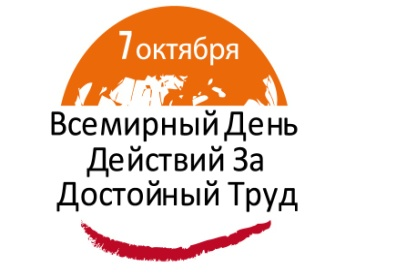 7 октября
Всемирный День
Действий За
Достойный Труд